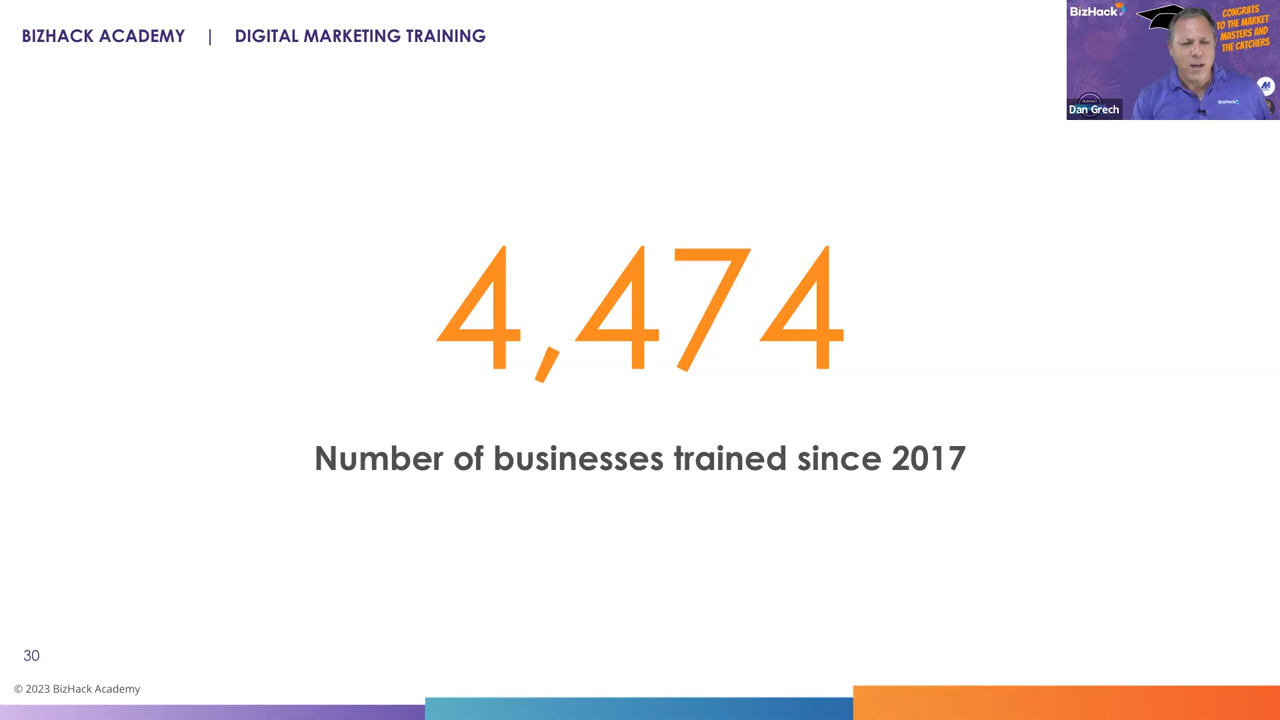 BIZHACK ACADEMY | DIGITAL MARKETING TRAINING
BizHack
CONGRATS
TO THE MARKET
MASTERS AND
THE CATCHERS
BizHack
Dan Grech
4,474
Number of businesses trained since 2017
30
© 2023 BizHack Academy